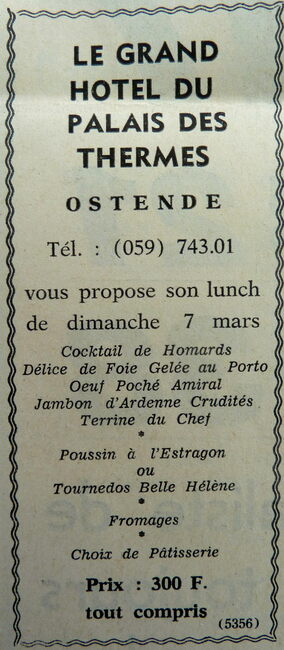 LE GRAND
HOTEL DU
PALAIS DES
THERMES
OSTENDE
Tél. : (059) 743.01
vous propose son lunch
de dimanche 7 mars
Cocktail de Homards
Délice de Foie Gelée au Porto
Oeuf Poché Amiral
Jambon d'Ardenne Crudités
Terrine du Chef
*
Poussin à l'Estragon
ou
Tournedos Belle Hélène
*
Fromages
*
Choix de Pâtisserie
Prix : 300 F.
tout compris
(5356)